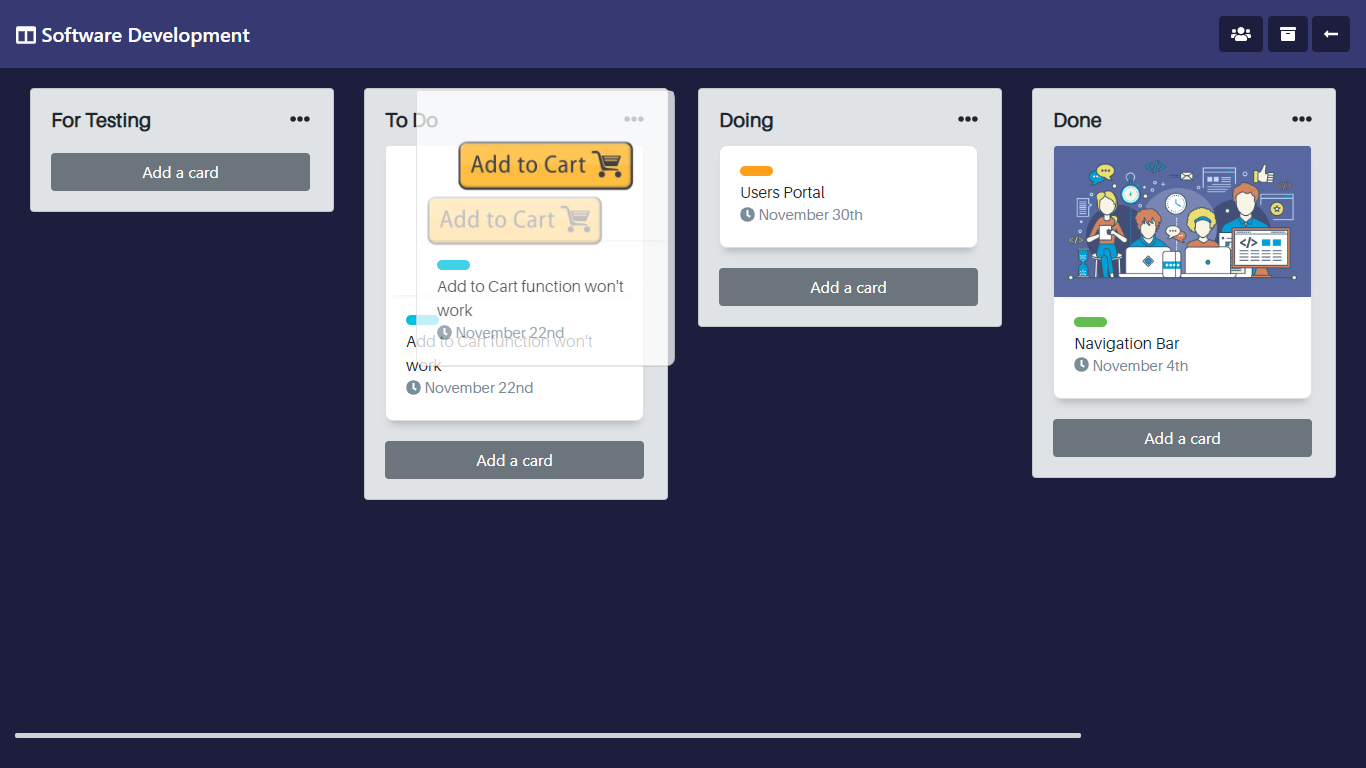 Software Development
For Testing
Add a card
To Do
Add to Cart
Add to Cart
Add to Cart function won't
work
November 22nd
Add to Cart function won't
work
November 22nd
Add a card
Doing
Users Portal
November 30th
Add a card
Done
Navigation Bar
November 4th
Add a card